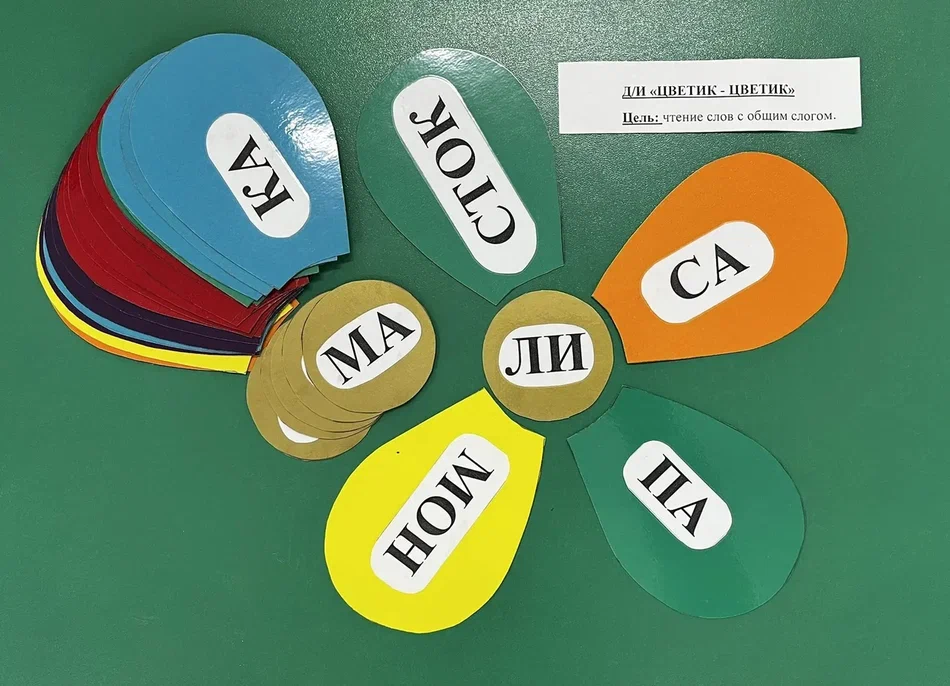 Д/И «ЦВЕТИК - ЦВЕТИК»
Цель: чтение слов с общим слогом.
КА
СТОК
СА
МА
ЛИ
МОН
ПА